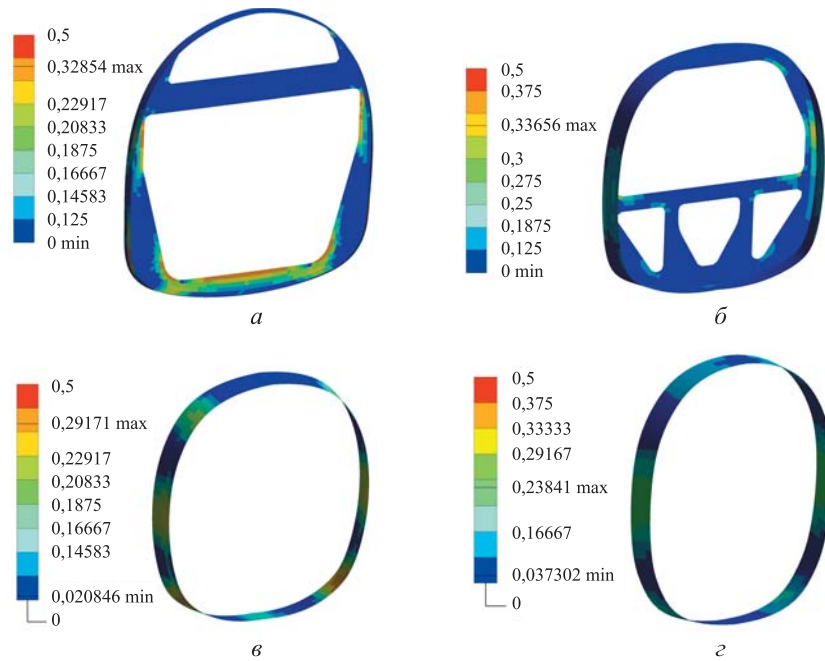 0,5
0,32854 max
0,22917
0,20833
0,1875
0,16667
0,14583
0,125
0 min
а
0,5
0,375
0,33656 max
0,3
0,275
0,25
0,1875
0,125
0 min
б
0,5
0,29171 max
0,22917
0,20833
0,1875
0,16667
0,14583
0,020846 min
0
в
0,5
0,375
0,33333
0,29167
0,23841 max
0,16667
0,037302 min
0
г